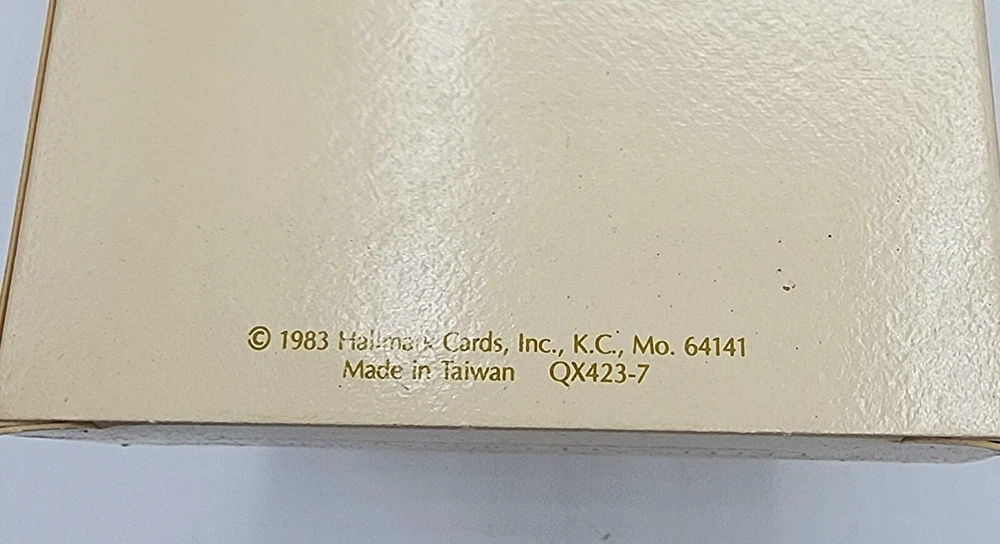 © 1983 Hallmark Cards, Inc., K.C., Mo. 64141
Made in Taiwan QX423-7